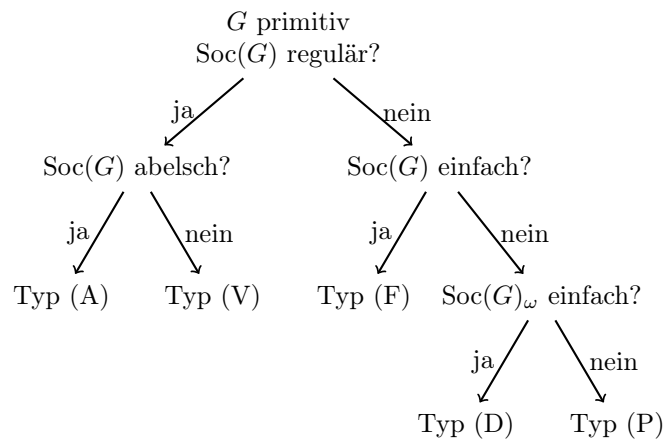 G primitiv
Soc(G) regulär?
ja
nein
Soc(G) abelsch?
Soc(G) einfach?
ja
nein
ja
nein
Typ (A)
Typ (V)
Typ (F)
Soc(G)ω einfach?
ja
nein
Typ (D)
Typ (P)